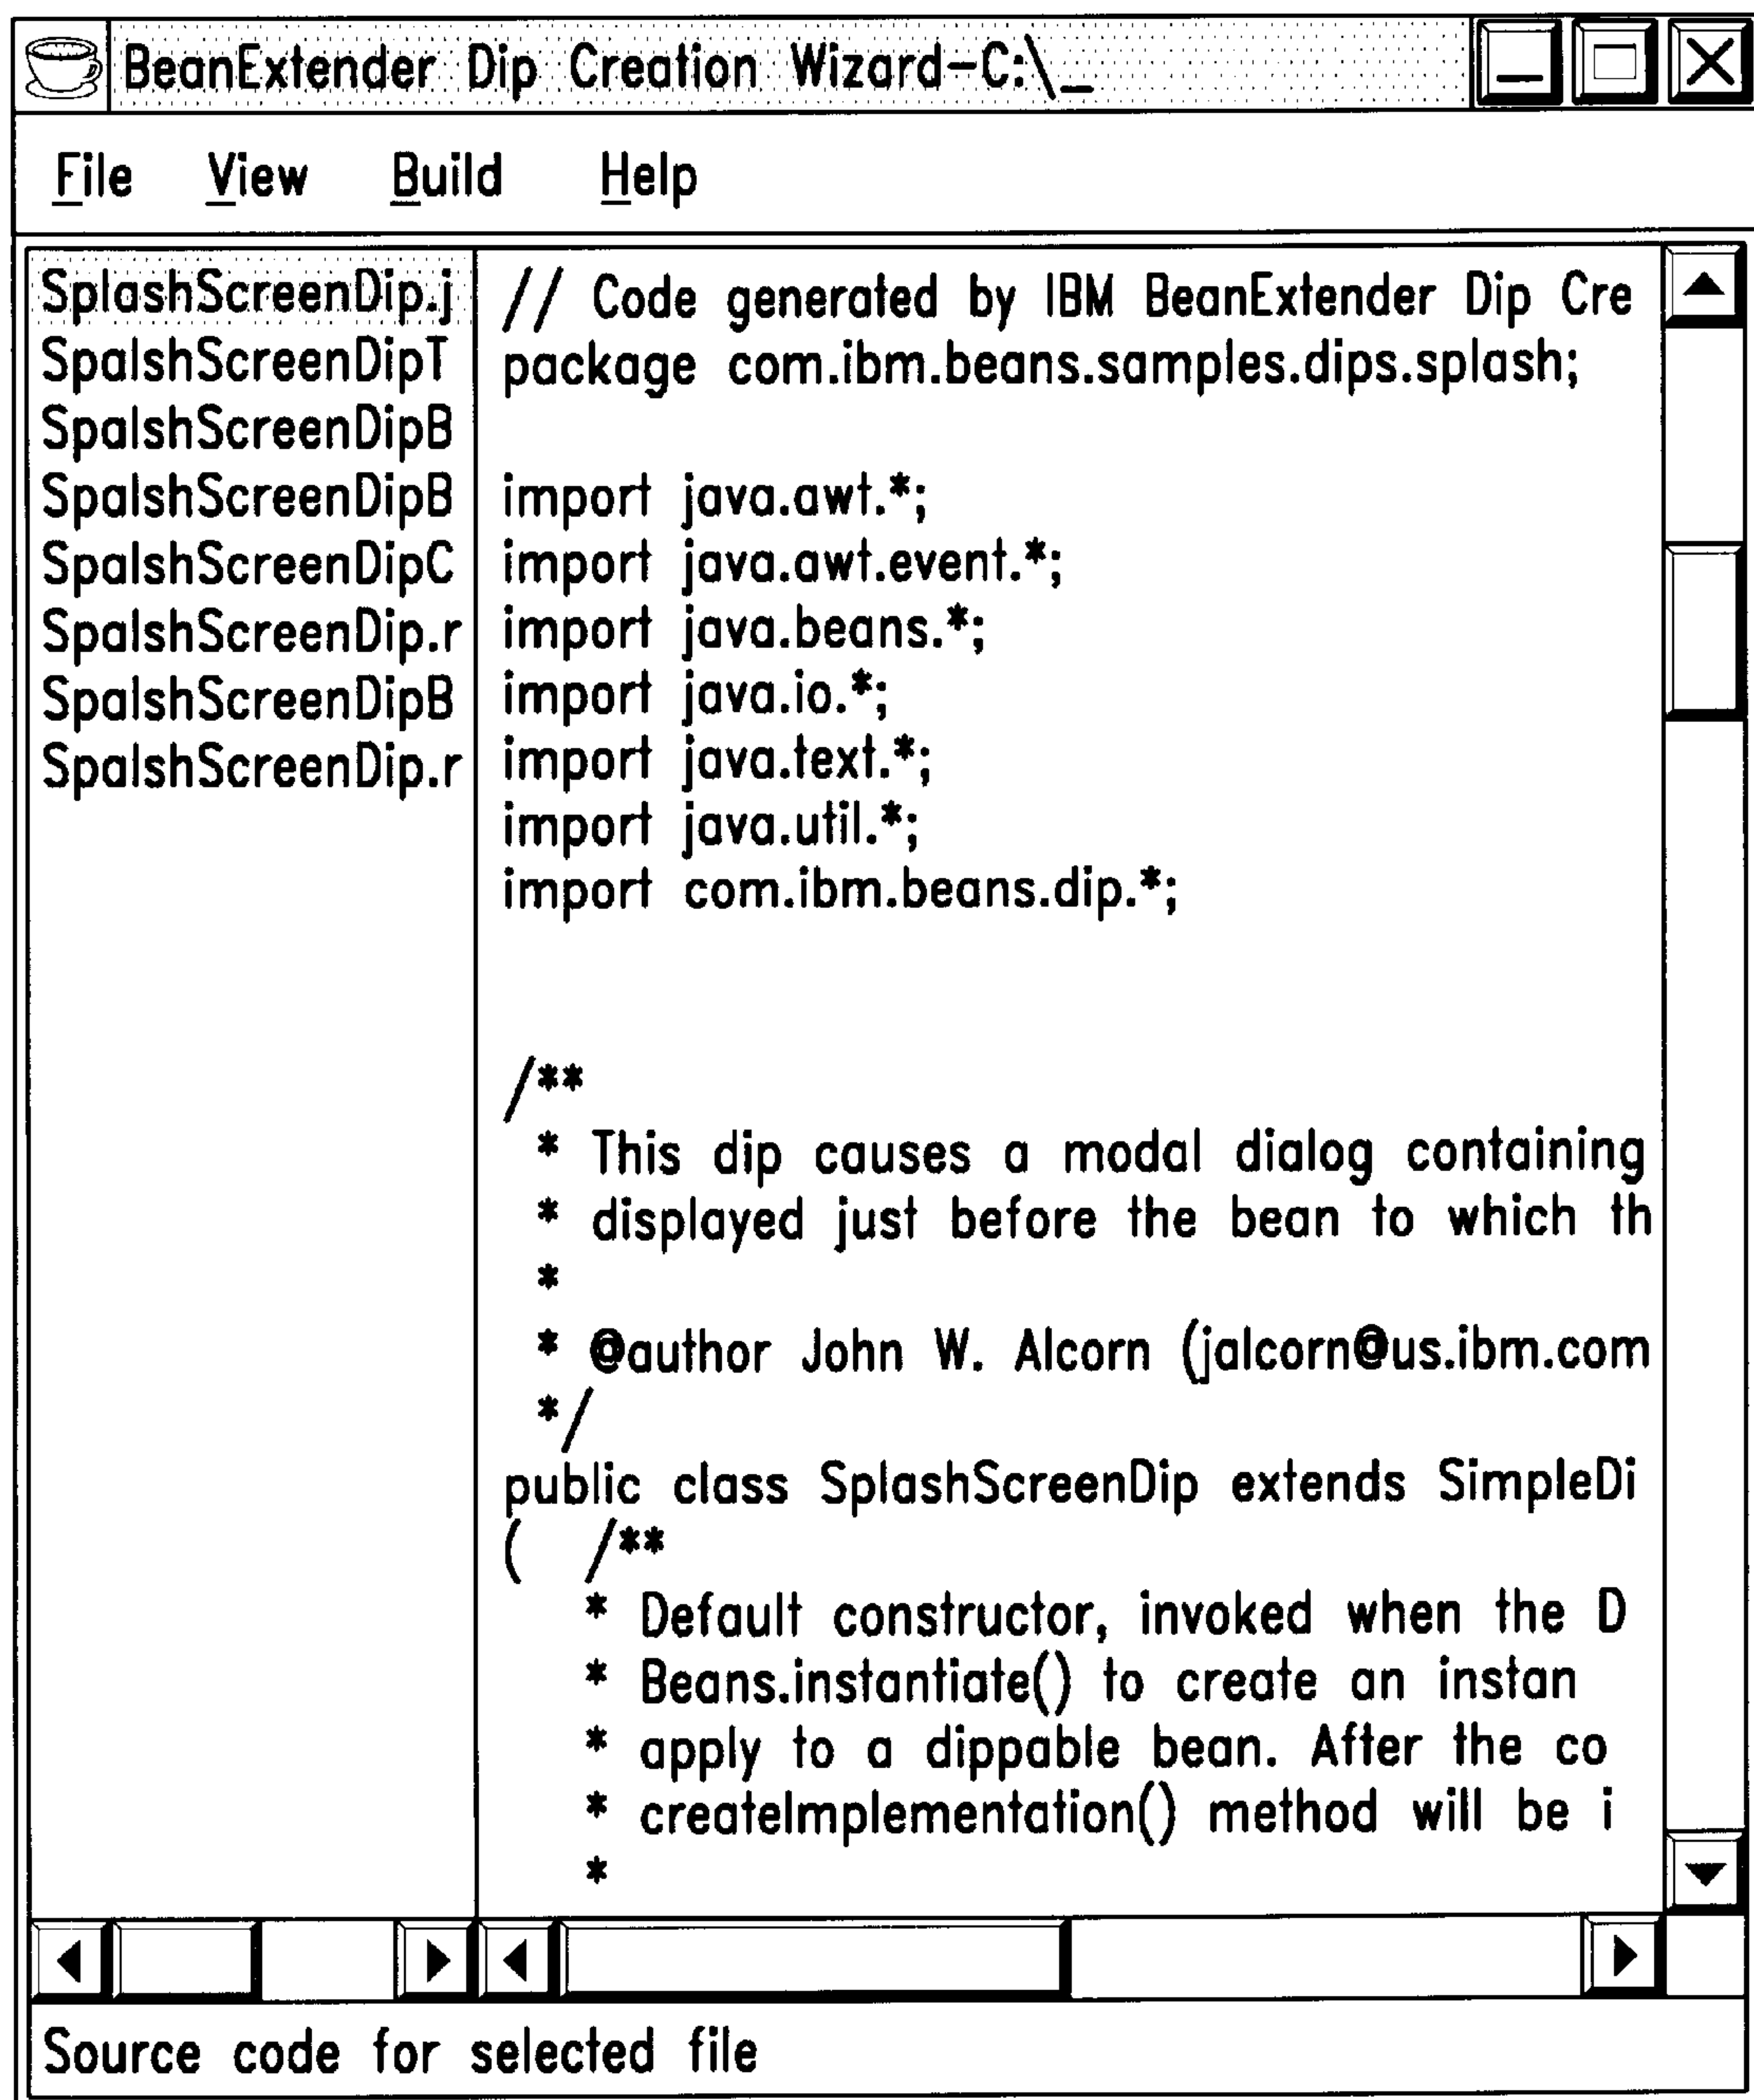 BeanExtender Dip Creation Wizard-C:\_
File View Build Help
SplashScreenDip.j
SpalshScreenDipT
SpalshScreenDipB
SpalshScreenDipB
SpalshScreenDipC
SpalshScreenDip.r
SpalshScreenDipB
SpalshScreenDip.r
// Code generated by IBM BeanExtender Dip Cre
package com.ibm.beans.samples.dips.splash;
import java.awt.*;
import java.awt.event.*;
import java.beans.*;
import java.io.*;
import java.text.*;
import java.util.*;
import com.ibm.beans.dip.*;
/**
* This dip causes a modal dialog containing
* displayed just before the bean to which th
*
* @author John W. Alcorn (jalcorn@us.ibm.com
*/
public class SplashScreenDip extends SimpleDi
( /**
* Default constructor, invoked when the D
* Beans.instantiate() to create an instan
* apply to a dippable bean. After the co
* createImplementation() method will be i
*
Source code for selected file